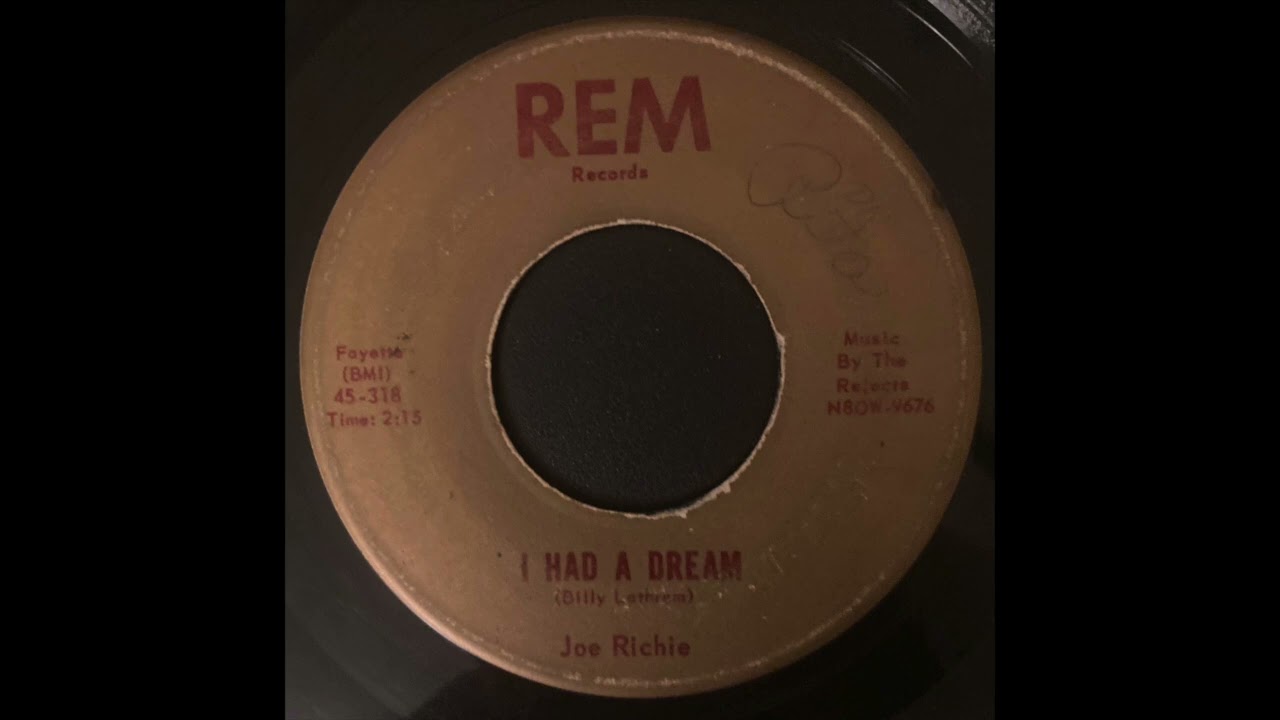 REM
Records
Fayette
(BMI)
45-318
Time: 2:15
Music
By The
Rejects
N8OW-9676
I HAD A DREAM
(Billy Lathrem)
Joe Richie